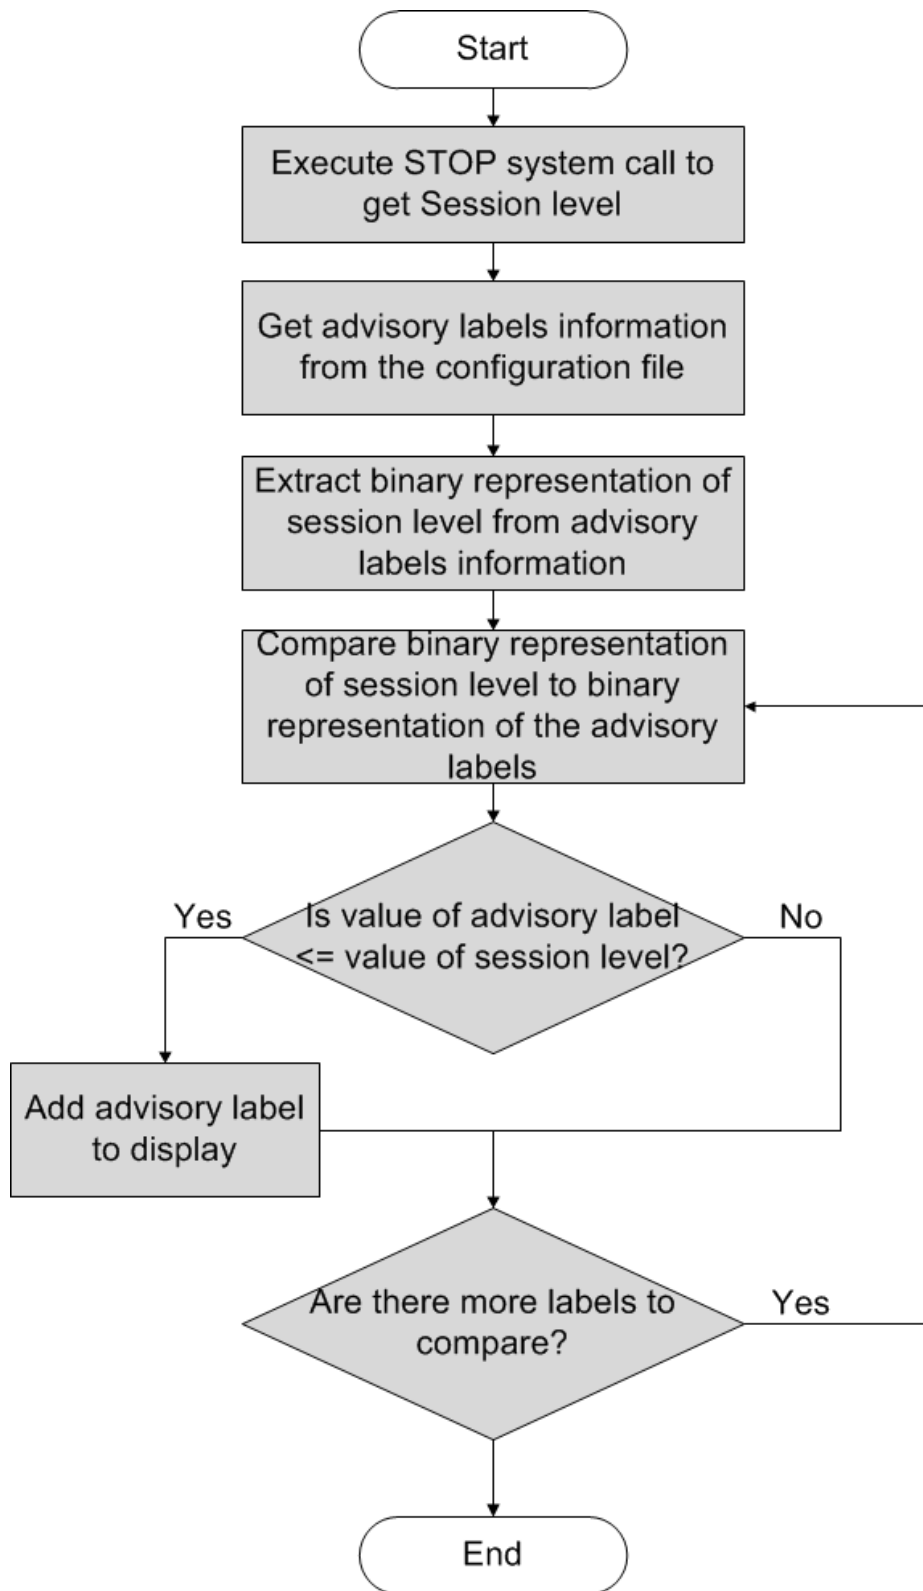 Start
Execute STOP system call to
get Session level
Get advisory labels information
from the configuration file
Extract binary representation of
session level from advisory
labels information
Compare binary representation
of session level to binary
representation of the advisory
labels
Is value of advisory label
<= value of session level?
Yes
No
Add advisory label
to display
Are there more labels to
compare?
Yes
End